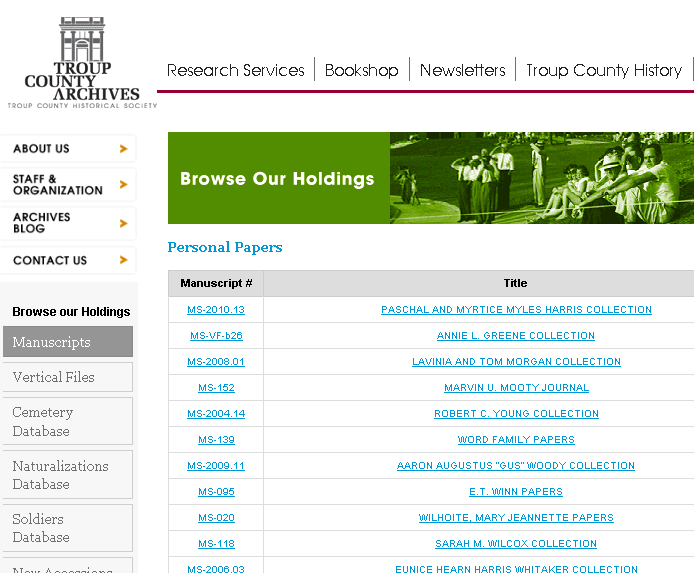 TROUP
COUNTY
ARCHIVES
TROUP COUNTY HISTORICAL SOCIETY
Research Services
Bookshop
Newsletters
Troup County History
ABOUT US
STAFF &
ORGANIZATION
ARCHIVES
BLOG
CONTACT US
Browse our Holdings
Manuscripts
Vertical Files
Cemetery
Database
Naturalizations
Database
Soldiers
Database
New Accessions
Browse Our Holdings
Personal Papers
Manuscript # Title
MS-2010.13 PASCHAL AND MYRTICE MYLES HARRIS COLLECTION
MS-VF-b26 ANNIE L. GREENE COLLECTION
MS-2008.01 LAVINIA AND TOM MORGAN COLLECTION
MS-152 MARVIN U. MOOTY JOURNAL
MS-2004.14 ROBERT C. YOUNG COLLECTION
MS-139 WORD FAMILY PAPERS
MS-2009.11 AARON AUGUSTUS "GUS" WOODY COLLECTION
MS-095 E.T. WINN PAPERS
MS-020 WILHOITE, MARY JEANNETTE PAPERS
MS-118 SARAH M. WILCOX COLLECTION
MS-2006.03 EUNICE HEARN HARRIS WHITAKER COLLECTION